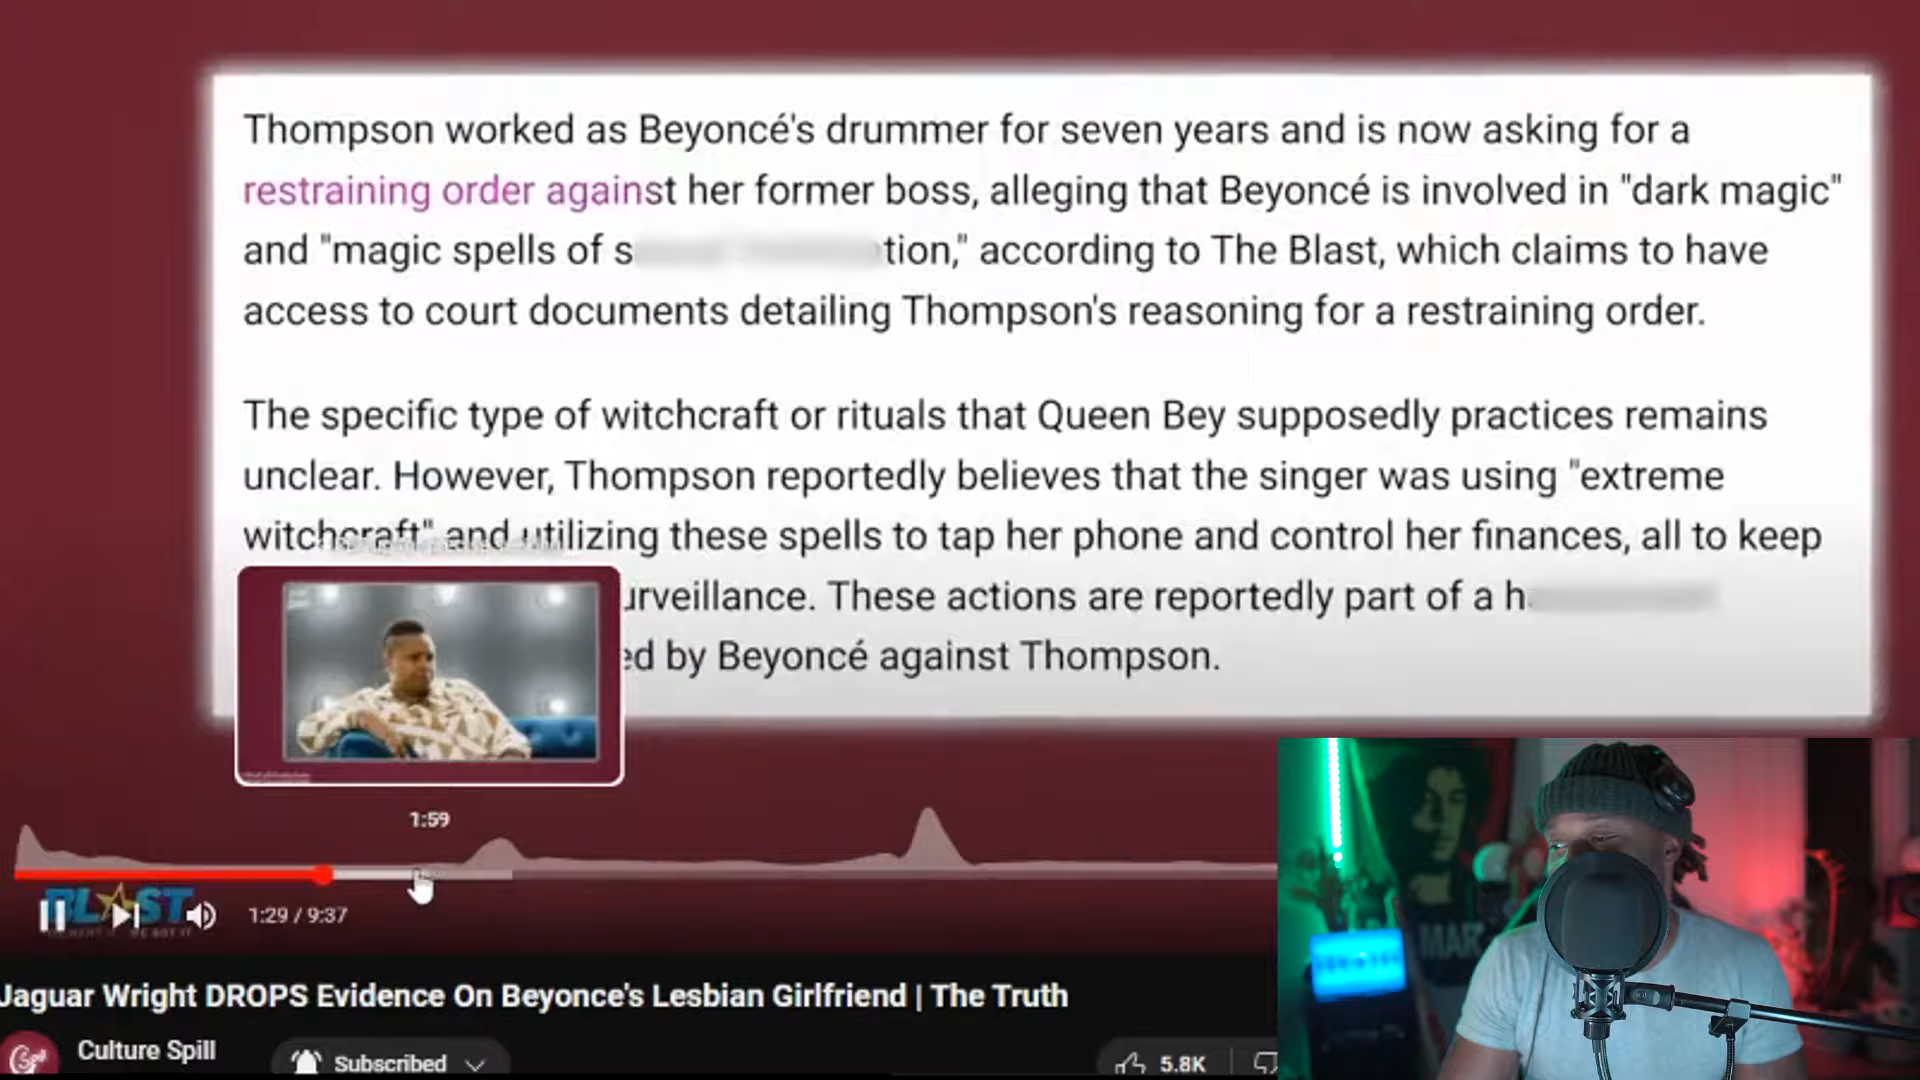 Thompson worked as Beyoncé's drummer for seven years and is now asking for a
restraining order against her former boss, alleging that Beyoncé is involved in "dark magic"
and "magic spells of s tion," according to The Blast, which claims to have
access to court documents detailing Thompson's reasoning for a restraining order.
The specific type of witchcraft or rituals that Queen Bey supposedly practices remains
unclear. However, Thompson reportedly believes that the singer was using "extreme
witchcraft" and utilizing these spells to tap her phone and control her finances, all to keep
urveillance. These actions are reportedly part of a h
ed by Beyoncé against Thompson.
1:59
BLAST
1:29 / 9:37
MAR
Jaguar Wright DROPS Evidence On Beyonce's Lesbian Girlfriend | The Truth
Culture Spill
Subscribed
5.8K